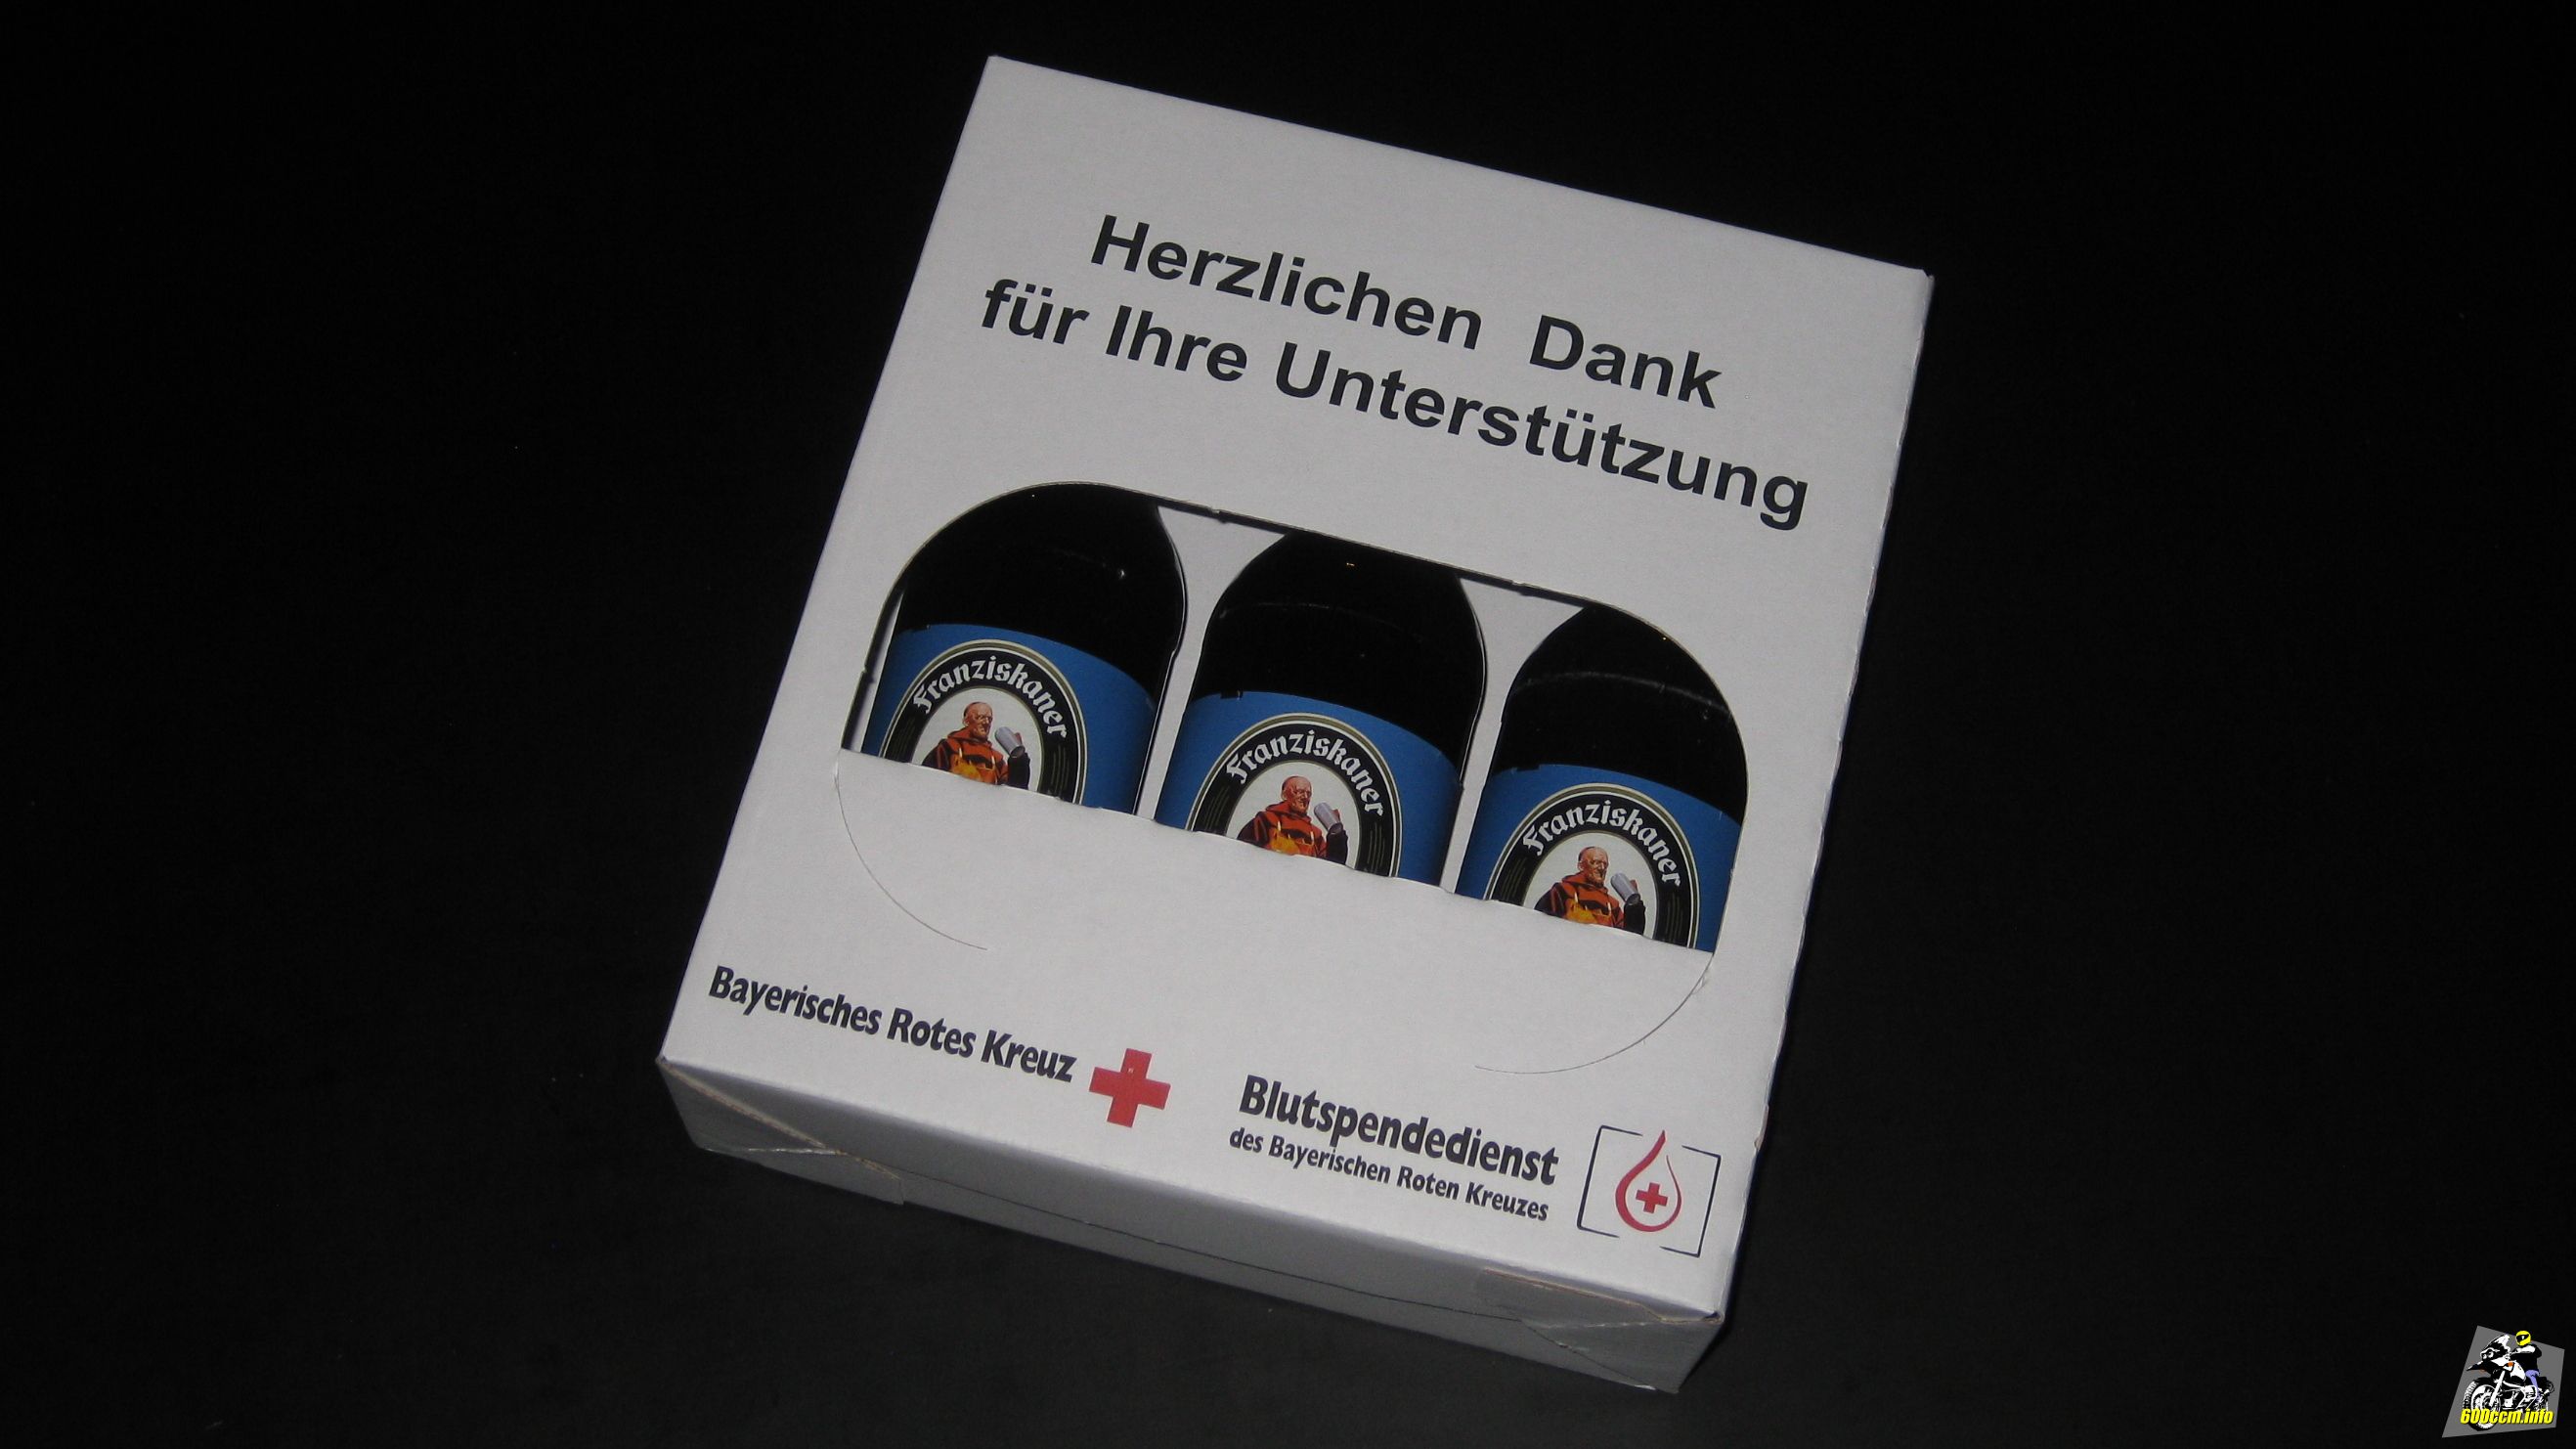 Herzlichen Dank
für Ihre Unterstützung
Franziskaner
Franziskaner
Franziskaner
Bayerisches Rotes Kreuz
Blutspendedienst
des Bayerischen Roten Kreuzes
600ccm.info